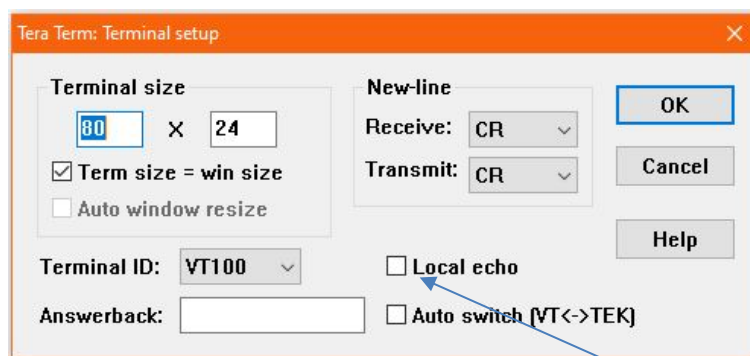 Tera Term: Terminal setup
Terminal size
80 X 24
Term size = win size
Auto window resize
New-line
Receive: CR
Transmit: CR
OK
Cancel
Help
Terminal ID: VT100
Local echo
Answerback:
Auto switch (VT<->TEK)